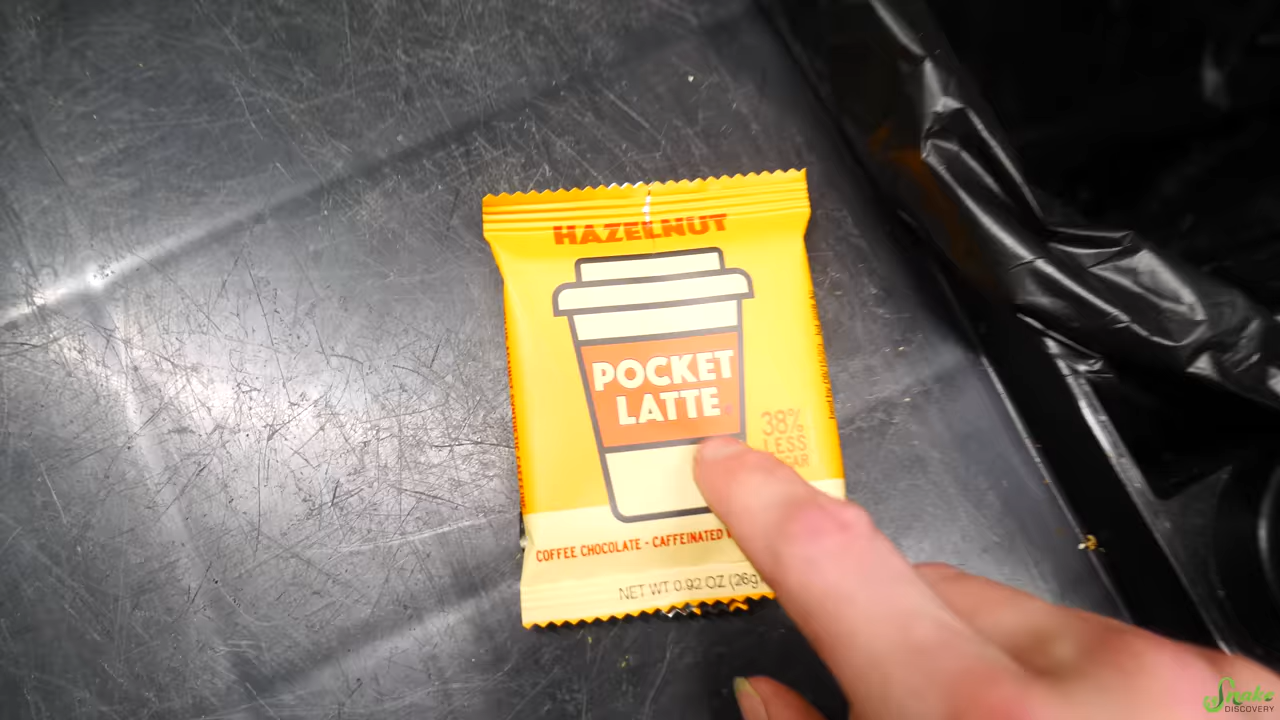 HAZELNUT
POCKET
LATTE
38%
LESS
COFFEE CHOCOLATE - CAFFEINATED
NET WT 0.92 OZ (26g)
Snake
DISCOVERY